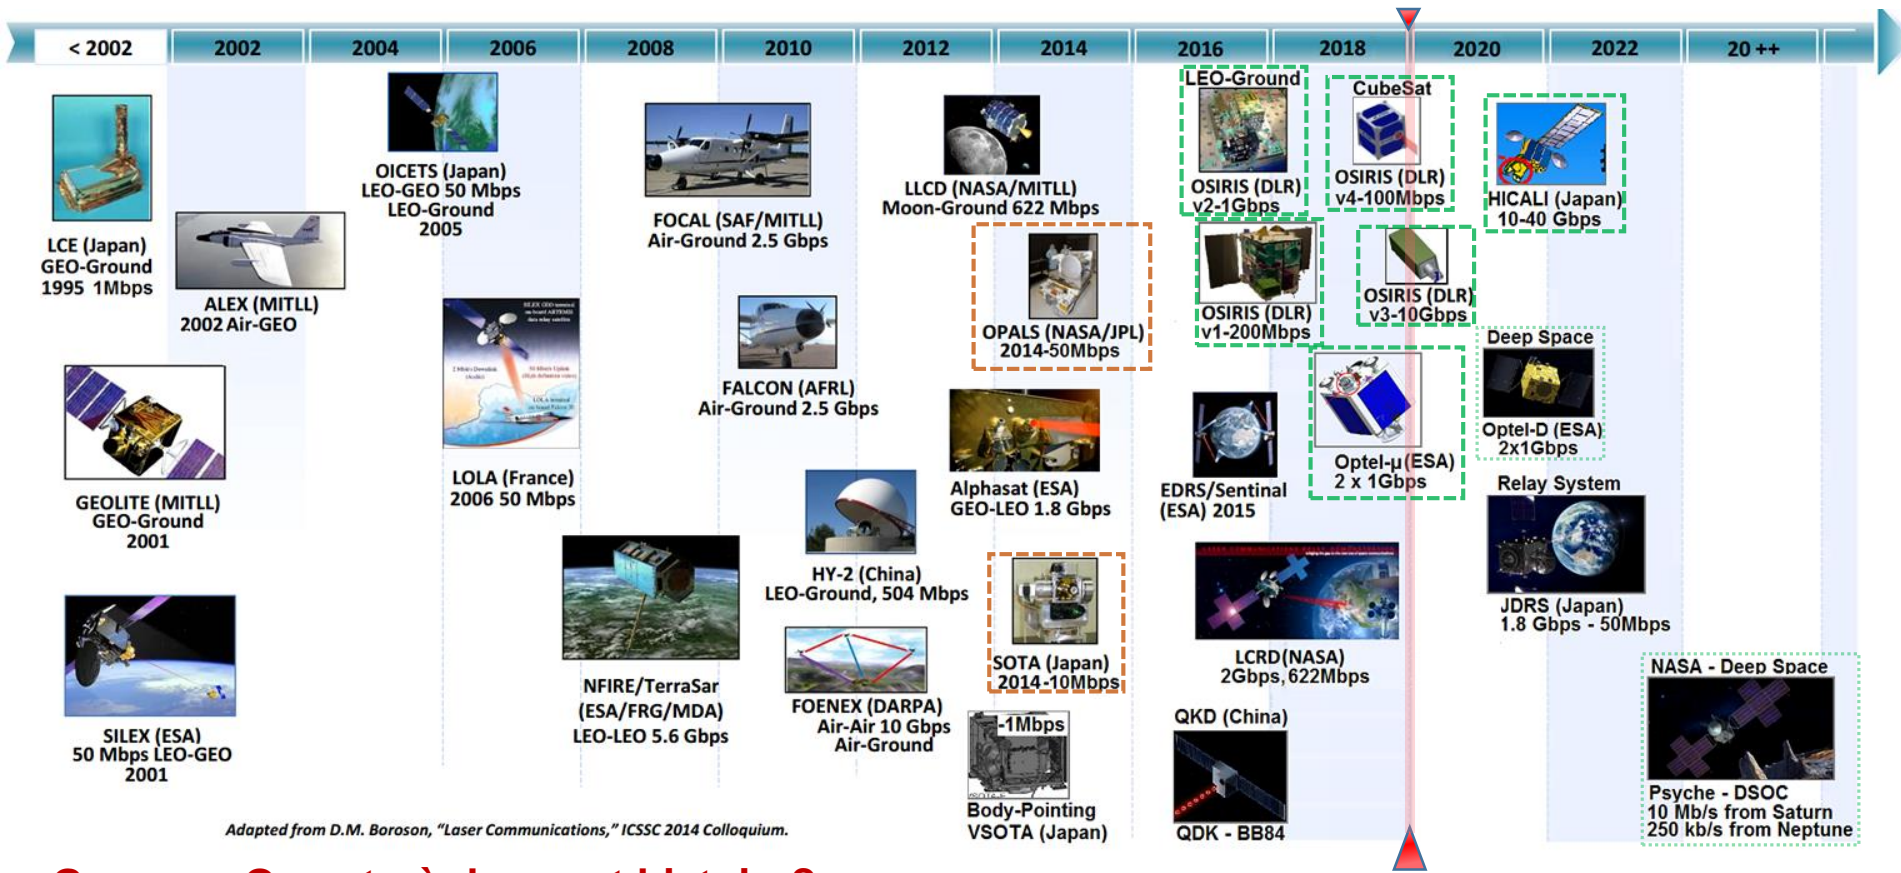 < 2002
2002
2004
2006
2008
2010
2012
2014
2016
2018
2020
2022
20 ++
LCE (Japan)
GEO-Ground
1995 1Mbps
GEOLITE (MITLL)
GEO-Ground
2001
SILEX (ESA)
50 Mbps LEO-GEO
2001
ALEX (MITLL)
2002 Air-GEO
OICETS (Japan)
LEO-GEO 50 Mbps
LEO-Ground
2005
LOLA (France)
2006 50 Mbps
FOCAL (SAF/MITLL)
Air-Ground 2.5 Gbps
NFIRE/TerraSar
(ESA/FRG/MDA)
LEO-LEO 5.6 Gbps
FALCON (AFRL)
Air-Ground 2.5 Gbps
HY-2 (China)
LEO-Ground, 504 Mbps
FOENEX (DARPA)
Air-Air 10 Gbps
Air-Ground
LLCD (NASA/MITLL)
Moon-Ground 622 Mbps
OPALS (NASA/JPL)
2014-50Mbps
Alphasat (ESA)
GEO-LEO 1.8 Gbps
SOTA (Japan)
2014-10Mbps
-1Mbps
Body-Pointing
VSOTA (Japan)
LEO-Ground
OSIRIS (DLR)
v2-1Gbps
OSIRIS (DLR)
v1-200Mbps
EDRS/Sentinal
(ESA) 2015
LCRD(NASA)
2Gbps, 622Mbps
QKD (China)
QDK - BB84
CubeSat
OSIRIS (DLR)
v4-100Mbps
OSIRIS (DLR)
v3-10Gbps
Optel-μ (ESA)
2 x 1Gbps
HICALI (Japan)
10-40 Gbps
Deep Space
Optel-D (ESA)
2x1Gbps
Relay System
JDRS (Japan)
1.8 Gbps - 50Mbps
NASA - Deep Space
Psyche - DSOC
10 Mb/s from Saturn
250 kb/s from Neptune
Adapted from D.M. Boroson, “Laser Communications,” ICSSC 2014 Colloquium.